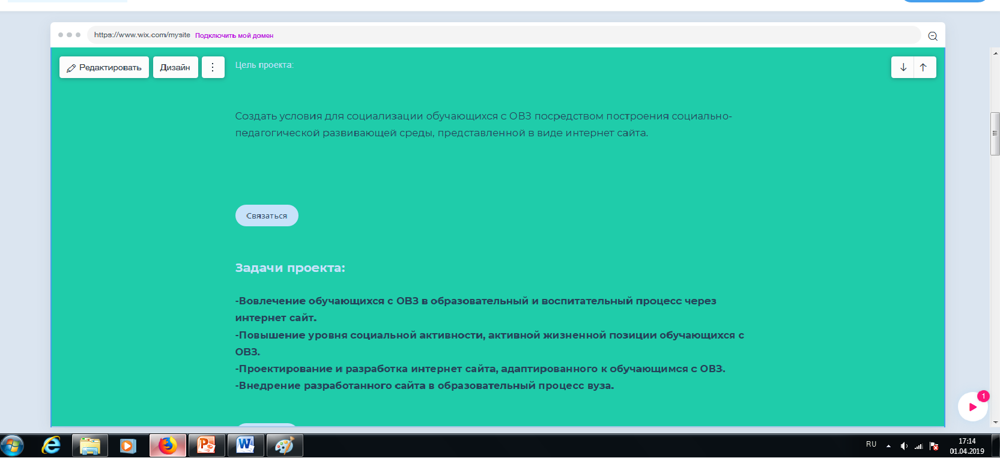 https://www.wix.com/mysite Подключить мой домен
Редактировать Дизайн Цель проекта:
Создать условия для социализации обучающихся с ОВЗ посредством построения социально-
педагогической развивающей среды, представленной в виде интернет сайта.
Связаться
Задачи проекта:
-Вовлечение обучающихся с ОВЗ в образовательный и воспитательный процесс через
интернет сайт.
-Повышение уровня социальной активности, активной жизненной позиции обучающихся с
ОВЗ.
-Проектирование и разработка интернет сайта, адаптированного к обучающимся с ОВЗ.
-Внедрение разработанного сайта в образовательный процесс вуза.
1
RU 17:14
01.04.2019